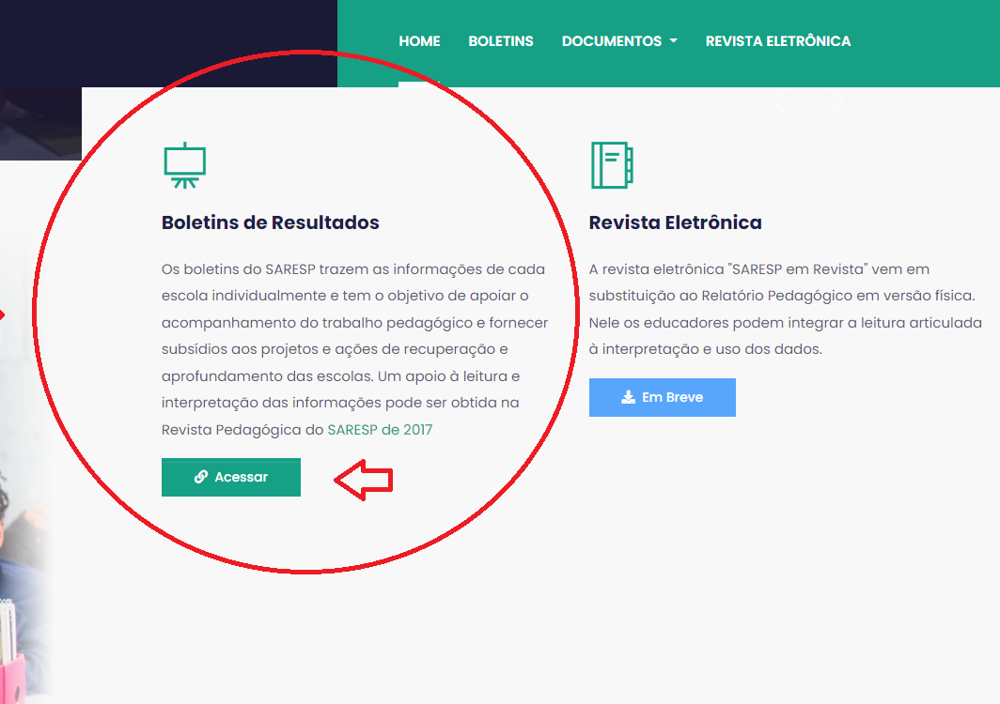 HOME BOLETINS DOCUMENTOS REVISTA ELETRÔNICA
Boletins de Resultados
Os boletins do SARESP trazem as informações de cada
escola individualmente e tem o objetivo de apoiar o
acompanhamento do trabalho pedagógico e fornecer
subsídios aos projetos e ações de recuperação e
aprofundamento das escolas. Um apoio à leitura e
interpretação das informações pode ser obtida na
Revista Pedagógica do SARESP de 2017
Acessar
Revista Eletrônica
A revista eletrônica "SARESP em Revista" vem em
substituição ao Relatório Pedagógico em versão física.
Nele os educadores podem integrar a leitura articulada
à interpretação e uso dos dados.
Em Breve